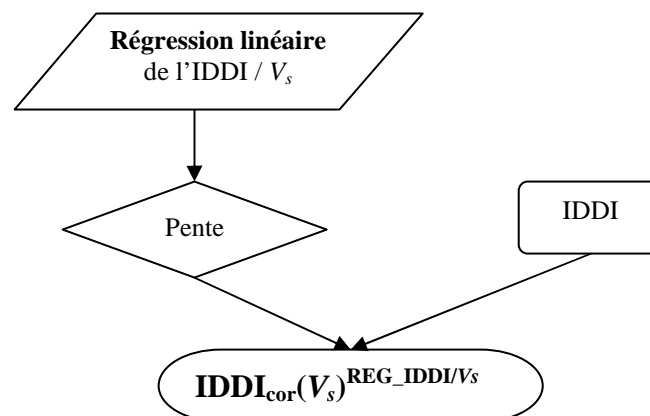 Régression linéaire
de l'IDDI / Vs
Pente
IDDI
IDDIcor(Vs)REG_IDDI/Vs